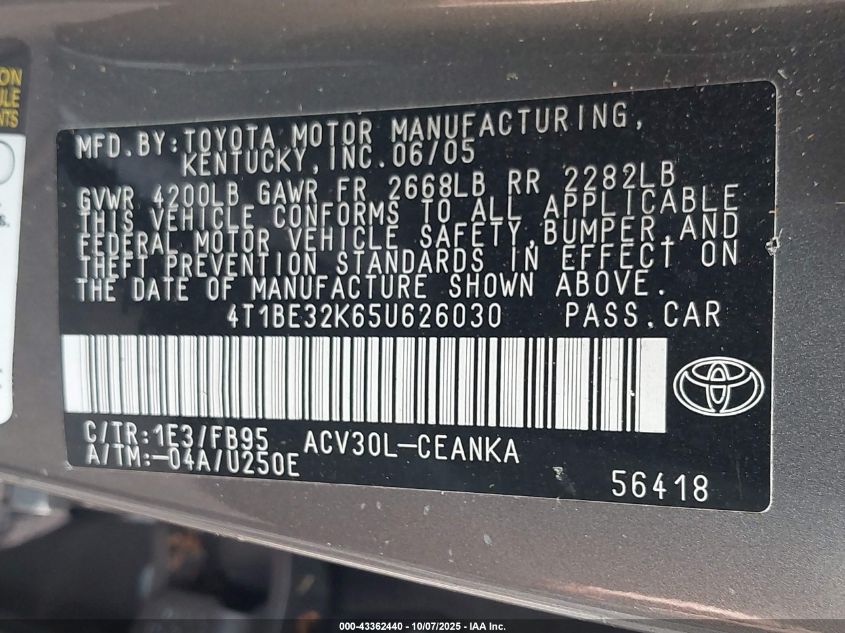 ON
ULE
NTS
MFD.BY:TOYOTA MOTOR MANUFACTURING,
KENTUCKY,INC.06/05
GVWR 4200LB GAWR FR 2668LB RR 2282LB
THIS VEHICLE CONFORMS TO ALL APPLICABLE
FEDERAL MOTOR VEHICLE SAFETY,BUMPER,AND
THEFT PREVENTION STANDARDS IN EFFECT ON
THE DATE OF MANUFACTURE SHOWN ABOVE.
4T1BE32K65U626030 PASS.CAR
C/TR:1E3/FB95 ACV30L-CEANKA
A/TM:-04A/U250E
56418
000-43362440 - 10/07/2025 - IAA Inc.